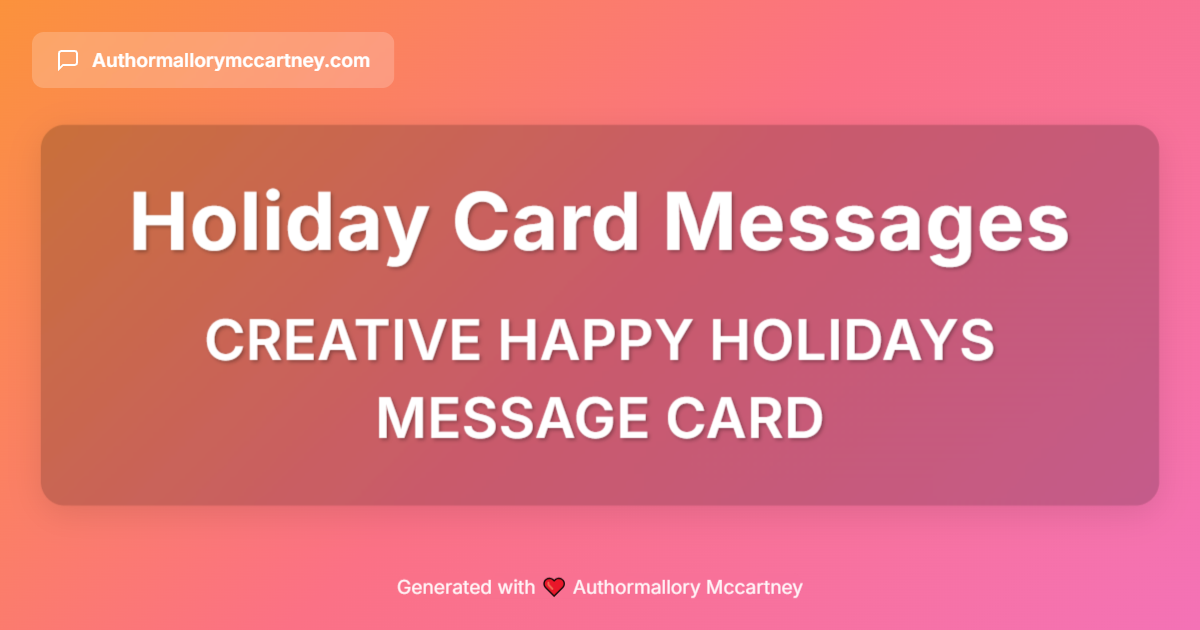 Authormallorymccartney.com
Holiday Card Messages
CREATIVE HAPPY HOLIDAYS
MESSAGE CARD
Generated with ❤️ Authormallory Mccartney